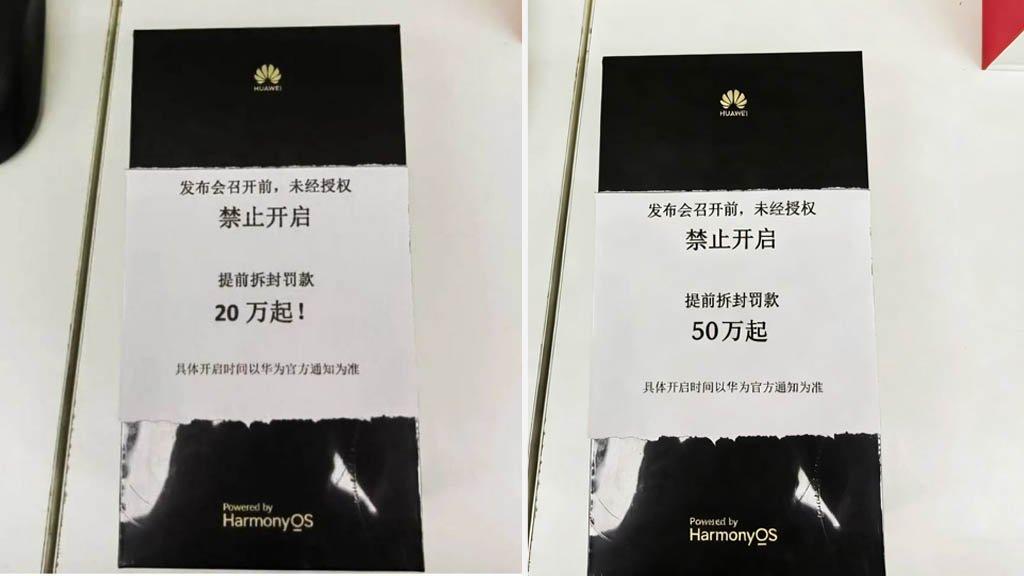 HUAWEI
发布会召开前，未经授权
禁止开启
提前拆封罚款
20 万起！
具体开启时间以华为官方通知为准
Powered by
HarmonyOS
HUAWEI
发布会召开前，未经授权
禁止开启
提前拆封罚款
50万起
具体开启时间以华为官方通知为准
Powered by
HarmonyOS